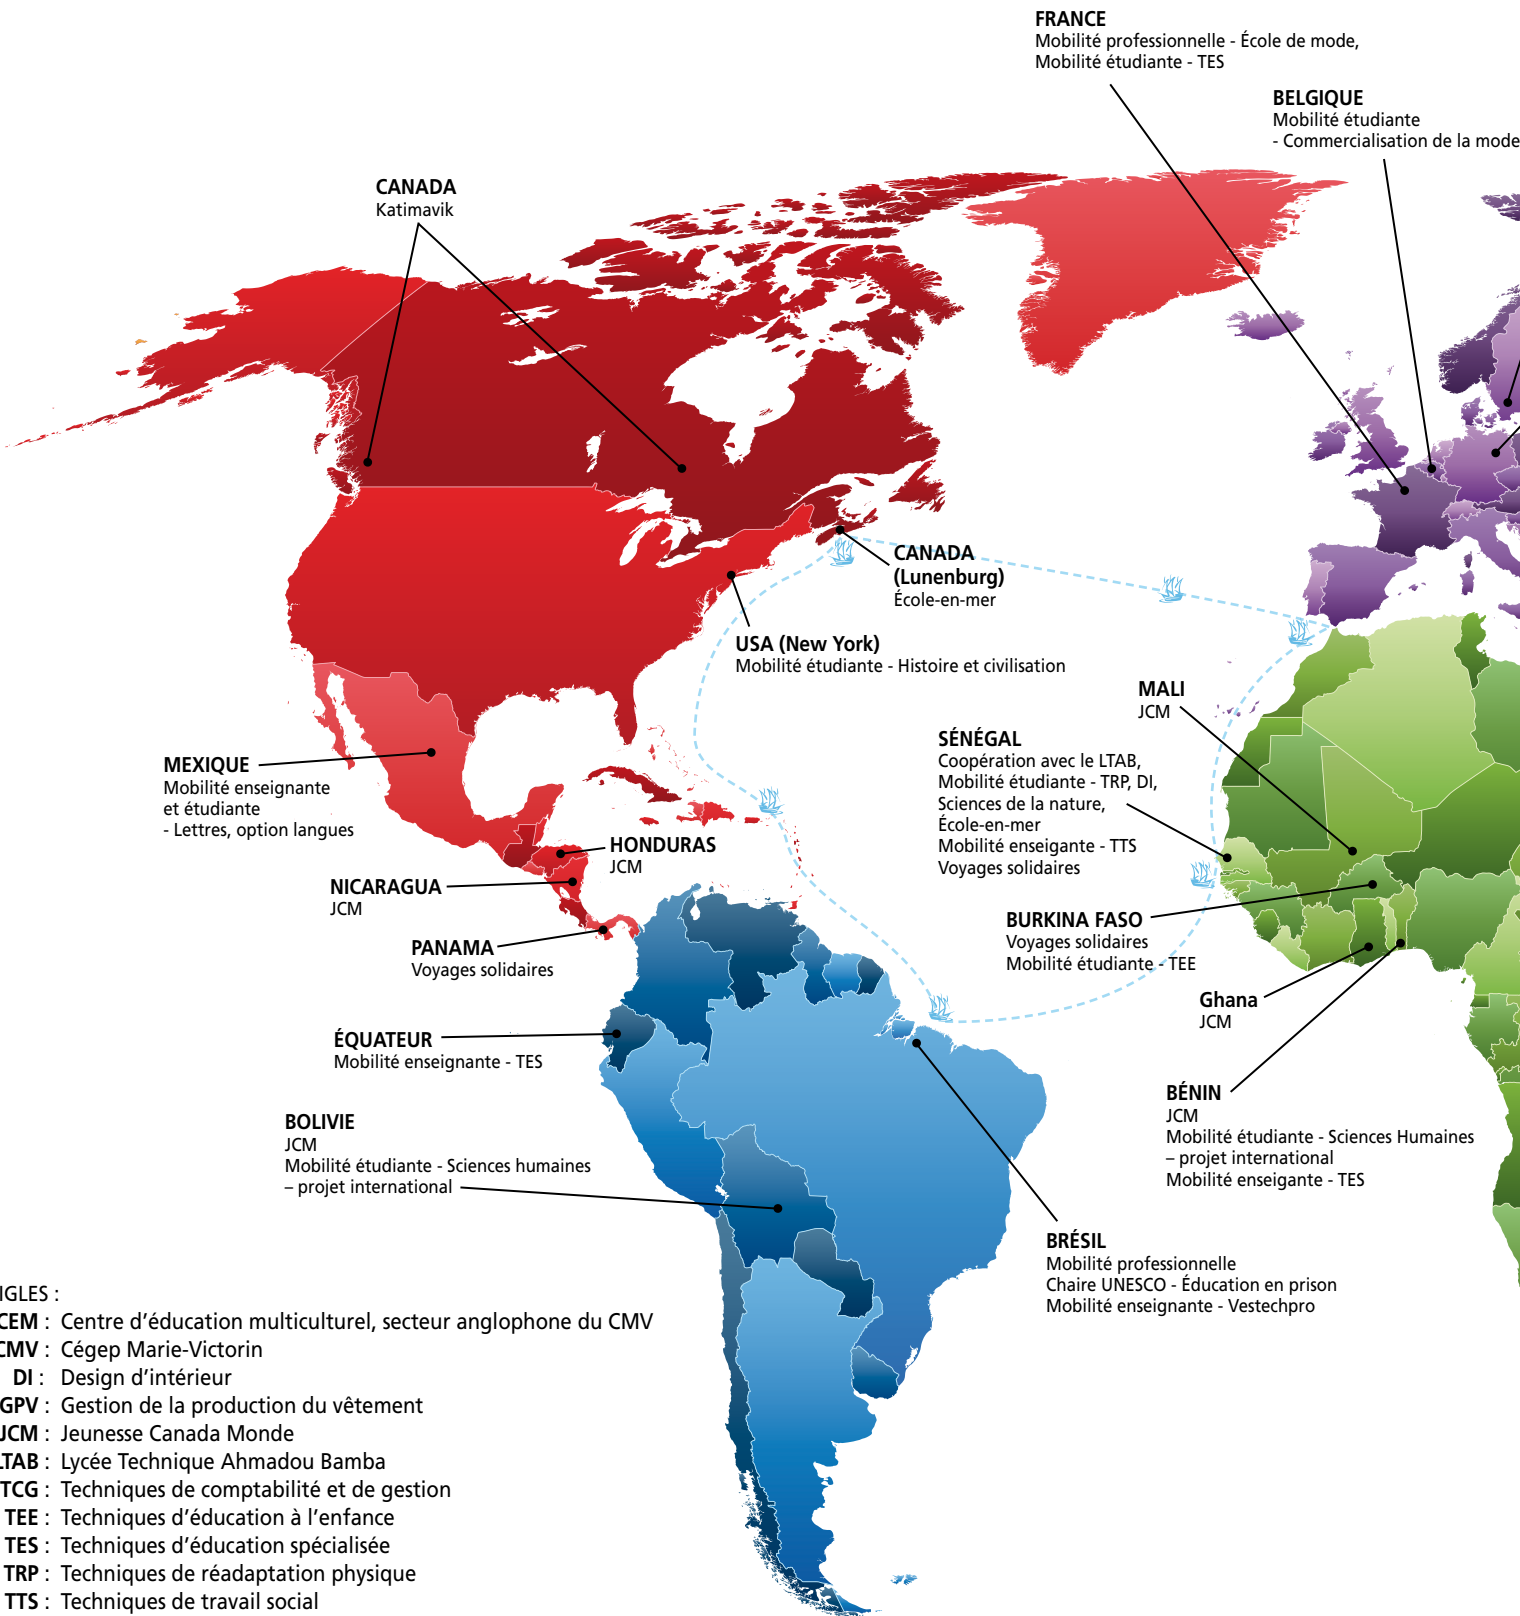 FRANCE
Mobilité professionnelle - École de mode,
Mobilité étudiante - TES
BELGIQUE
Mobilité étudiante
- Commercialisation de la mode
CANADA
Katimavik
CANADA
(Lunenburg)
École-en-mer
USA (New York)
Mobilité étudiante - Histoire et civilisation
MALI
JCM
SÉNÉGAL
Coopération avec le LTAB,
Mobilité étudiante - TRP, DI,
Sciences de la nature,
École-en-mer
Mobilité enseigante - TTS
Voyages solidaires
MEXIQUE
Mobilité enseignante
et étudiante
- Lettres, option langues
HONDURAS
JCM
NICARAGUA
JCM
PANAMA
Voyages solidaires
BURKINA FASO
Voyages solidaires
Mobilité étudiante - TEE
Ghana
JCM
ÉQUATEUR
Mobilité enseignante - TES
BÉNIN
JCM
Mobilité étudiante - Sciences Humaines
– projet international
Mobilité enseigante - TES
BOLIVIE
JCM
Mobilité étudiante - Sciences humaines
– projet international
BRÉSIL
Mobilité professionnelle
Chaire UNESCO - Éducation en prison
Mobilité enseignante - Vestechpro
IGLES :
CEM : Centre d’éducation multiculturel, secteur anglophone du CMV
CMV : Cégep Marie-Victorin
DI : Design d’intérieur
GPV : Gestion de la production du vêtement
JCM : Jeunesse Canada Monde
LTAB : Lycée Technique Ahmadou Bamba
TCG : Techniques de comptabilité et de gestion
TEE : Techniques d’éducation à l’enfance
TES : Techniques d’éducation spécialisée
TRP : Techniques de réadaptation physique
TTS : Techniques de travail social